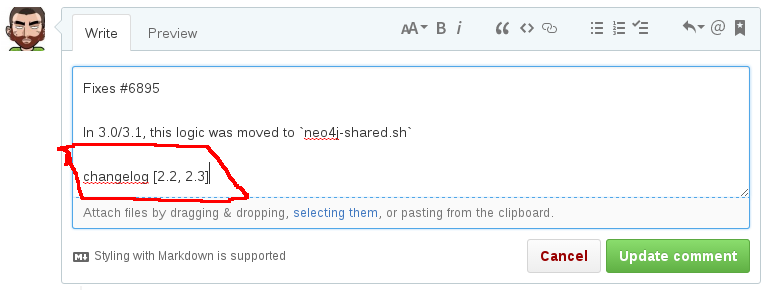 Write
Preview
AA B i
Fixes #6895
In 3.0/3.1, this logic was moved to `neo4j-shared.sh`
changelog [2.2, 2.3]
Attach files by dragging & dropping, selecting them, or pasting from the clipboard.
Styling with Markdown is supported
Cancel
Update comment